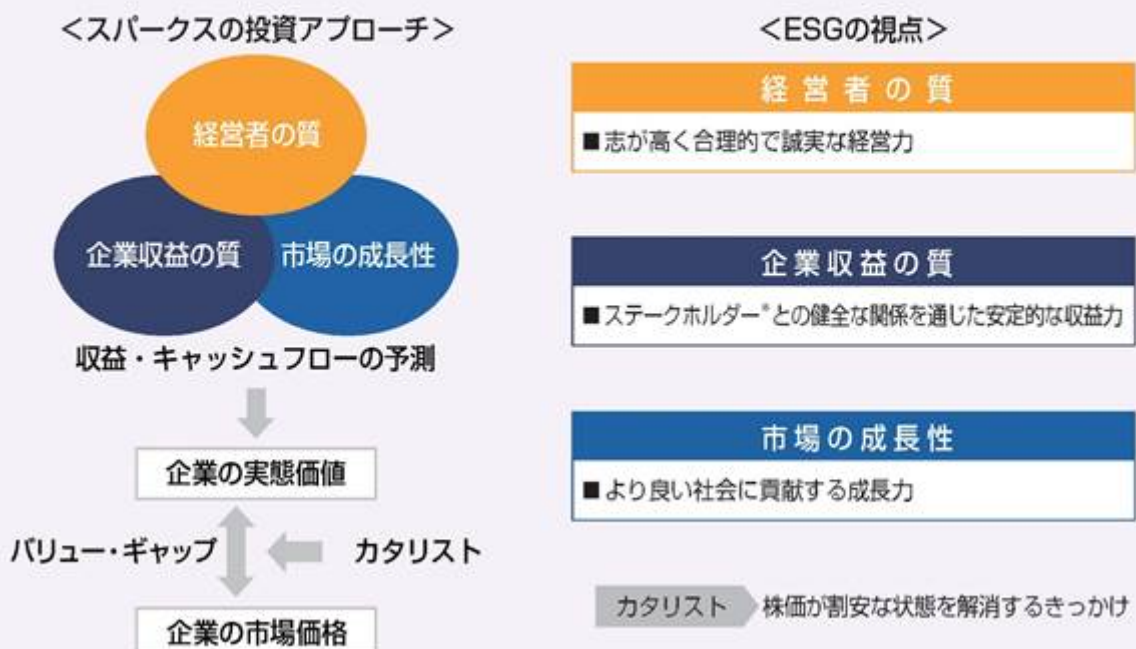 ＜スパークスの投資アプローチ＞
経営者の質
企業収益の質
市場の成長性
収益・キャッシュフローの予測
企業の実態価値
バリュー・ギャップ
カタリスト
企業の市場価格
＜ESGの視点＞
経営者の質
■志が高く合理的で誠実な経営力
企業収益の質
■ステークホルダー*との健全な関係を通じた安定的な収益力
市場の成長性
■より良い社会に貢献する成長力
カタリスト 株価が割安な状態を解消するきっかけ